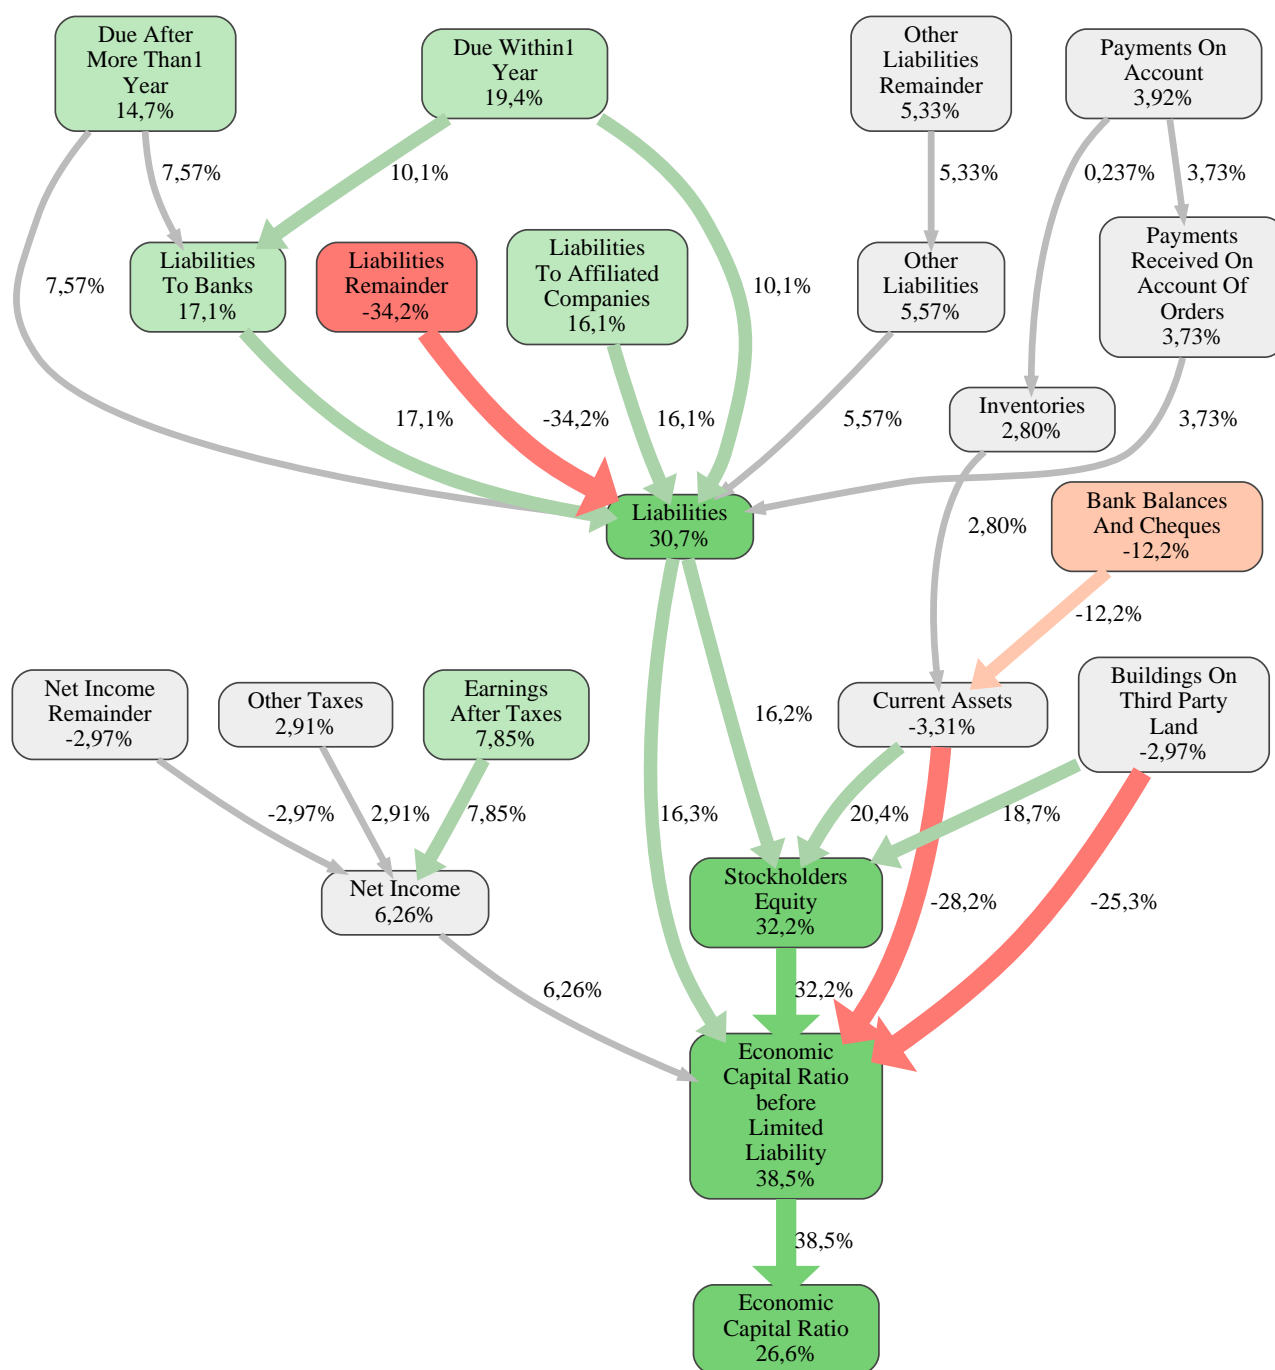 Due After
More Than1
Year
14,7%
Due Within1
Year
19,4%
Other
Liabilities
Remainder
5,33%
Payments On
Account
3,92%
7,57%
10,1%
5,33%
0,237%
3,73%
7,57%
Liabilities
To Banks
17,1%
Liabilities
Remainder
-34,2%
Liabilities
To Affiliated
Companies
16,1%
10,1%
Other
Liabilities
5,57%
Payments
Received On
Account Of
Orders
3,73%
17,1%
-34,2%
16,1%
5,57%
Inventories
2,80%
3,73%
Liabilities
30,7%
2,80%
Bank Balances
And Cheques
-12,2%
-12,2%
Net Income
Remainder
-2,97%
Other Taxes
2,91%
Earnings
After Taxes
7,85%
16,2%
Current Assets
-3,31%
Buildings On
Third Party
Land
-2,97%
-2,97%
2,91%
7,85%
16,3%
20,4%
18,7%
Net Income
6,26%
Stockholders
Equity
32,2%
-28,2%
-25,3%
6,26%
32,2%
Economic
Capital Ratio
before
Limited
Liability
38,5%
38,5%
Economic
Capital Ratio
26,6%